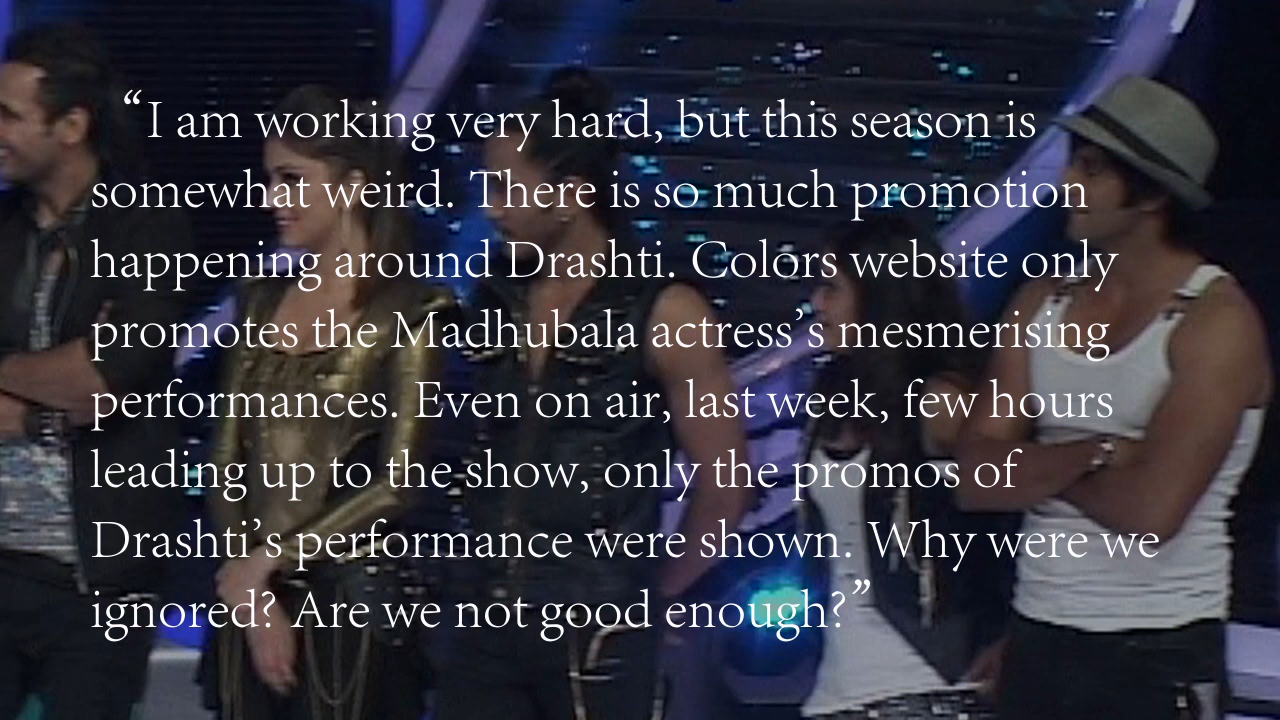 “I am working very hard, but this season is
somewhat weird. There is so much promotion
happening around Drashti. Colors website only
promotes the Madhubala actress’s mesmerising
performances. Even on air, last week, few hours
leading up to the show, only the promos of
Drashti’s performance were shown. Why were we
ignored? Are we not good enough?”